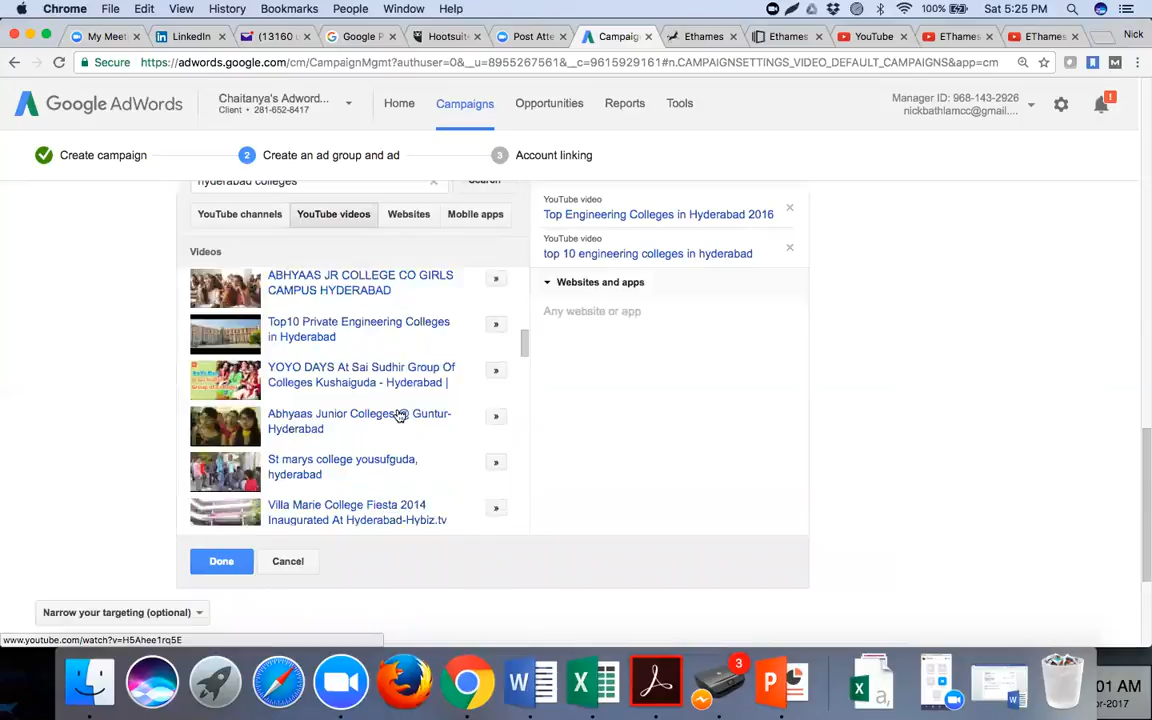 Chrome File Edit View History Bookmarks People Window Help 100% Sat 5:25 PM
My Mee LinkedIn (13160 Google P Hootsuit Post Atte Campaig Ethames Ethames YouTube EThames EThame Nick
Secure https://adwords.google.com/cm/CampaignMgmt?authuser=0&__u=8955267561&__c=9615929161#n.CAMPAIGNSETTINGS_VIDEO_DEFAULT_CAMPAIGNS&app=cm
Google AdWords
Chaitanya's Adword...
Client • 281-652-6417
Home Campaigns Opportunities Reports Tools
Manager ID: 968-143-2926
nickbathlamcc@gmail....
!
Create campaign 2 Create an ad group and ad 3 Account linking
hyderabad colleges Search
YouTube channels YouTube videos Websites Mobile apps
Videos
ABHYAAS JR COLLEGE CO GIRLS
CAMPUS HYDERABAD
»
Top10 Private Engineering Colleges
in Hyderabad
»
YOYO DAYS At Sai Sudhir Group Of
Colleges Kushaiguda - Hyderabad |
»
Abhyaas Junior Colleges @ Guntur-
Hyderabad
»
St marys college yousufguda,
hyderabad
»
Villa Marie College Fiesta 2014
Inaugurated At Hyderabad-Hybiz.tv
»
YouTube video
Top Engineering Colleges in Hyderabad 2016
YouTube video
top 10 engineering colleges in hyderabad
Websites and apps
Any website or app
Done Cancel
Narrow your targeting (optional)
www.youtube.com/watch?v=H5Ahee1rq5E
3
W X P X a, W
:01 AM
pr-2017